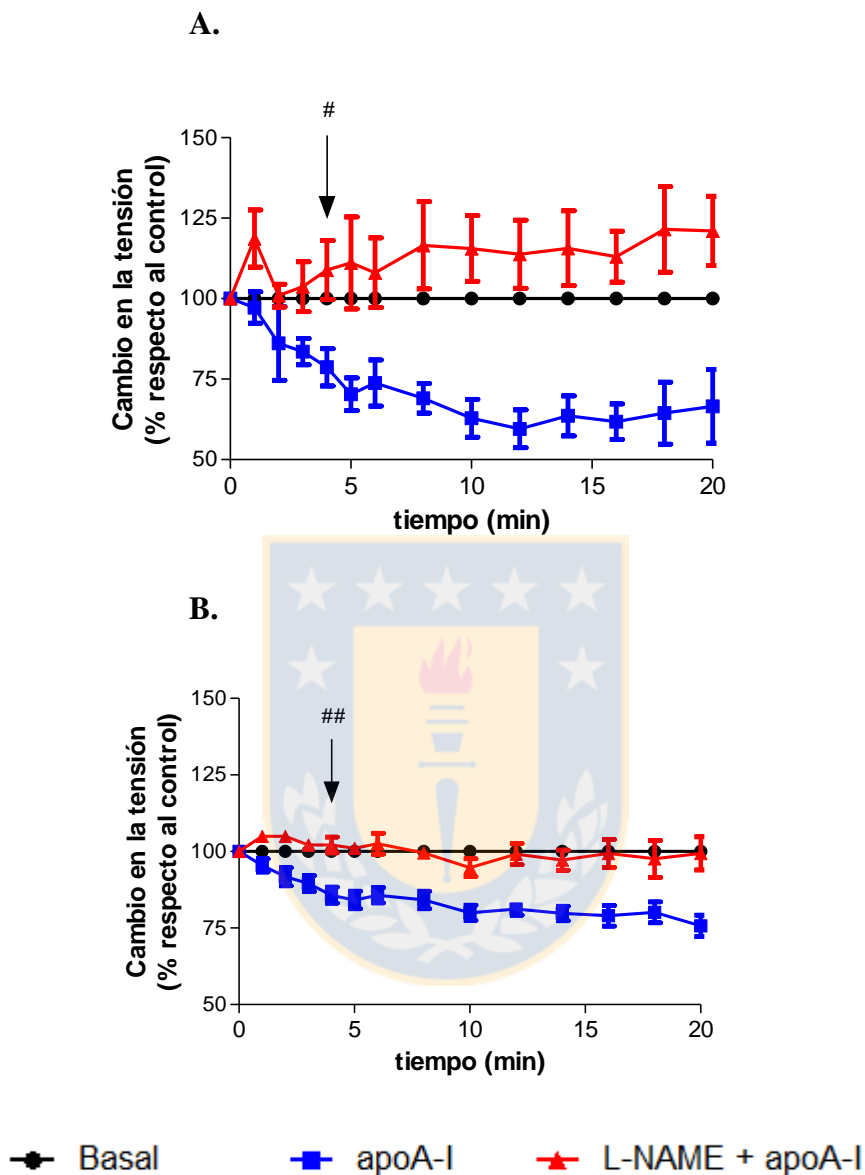 A.
#
150
125
100
75
50
Cambio en la tensión
(% respecto al control)
0 5 10 15 20
tiempo (min)
B.
##
150
125
100
75
50
Cambio en la tensión
(% respecto al control)
0 5 10 15 20
tiempo (min)
Basal apoA-I L-NAME + apoA-I